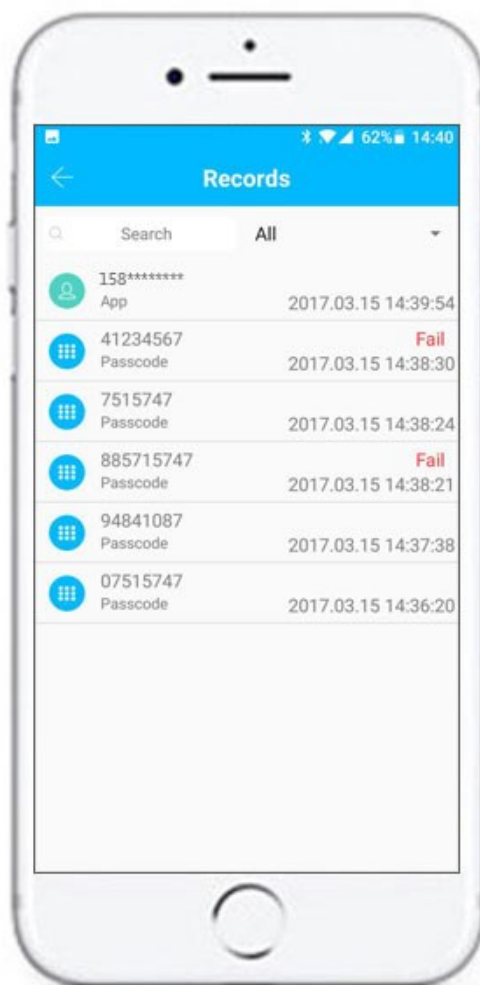 62% 14:40
Records
Search All
158********
App 2017.03.15 14:39:54
41234567 Fail
Passcode 2017.03.15 14:38:30
7515747
Passcode 2017.03.15 14:38:24
885715747 Fail
Passcode 2017.03.15 14:38:21
94841087
Passcode 2017.03.15 14:37:38
07515747
Passcode 2017.03.15 14:36:20